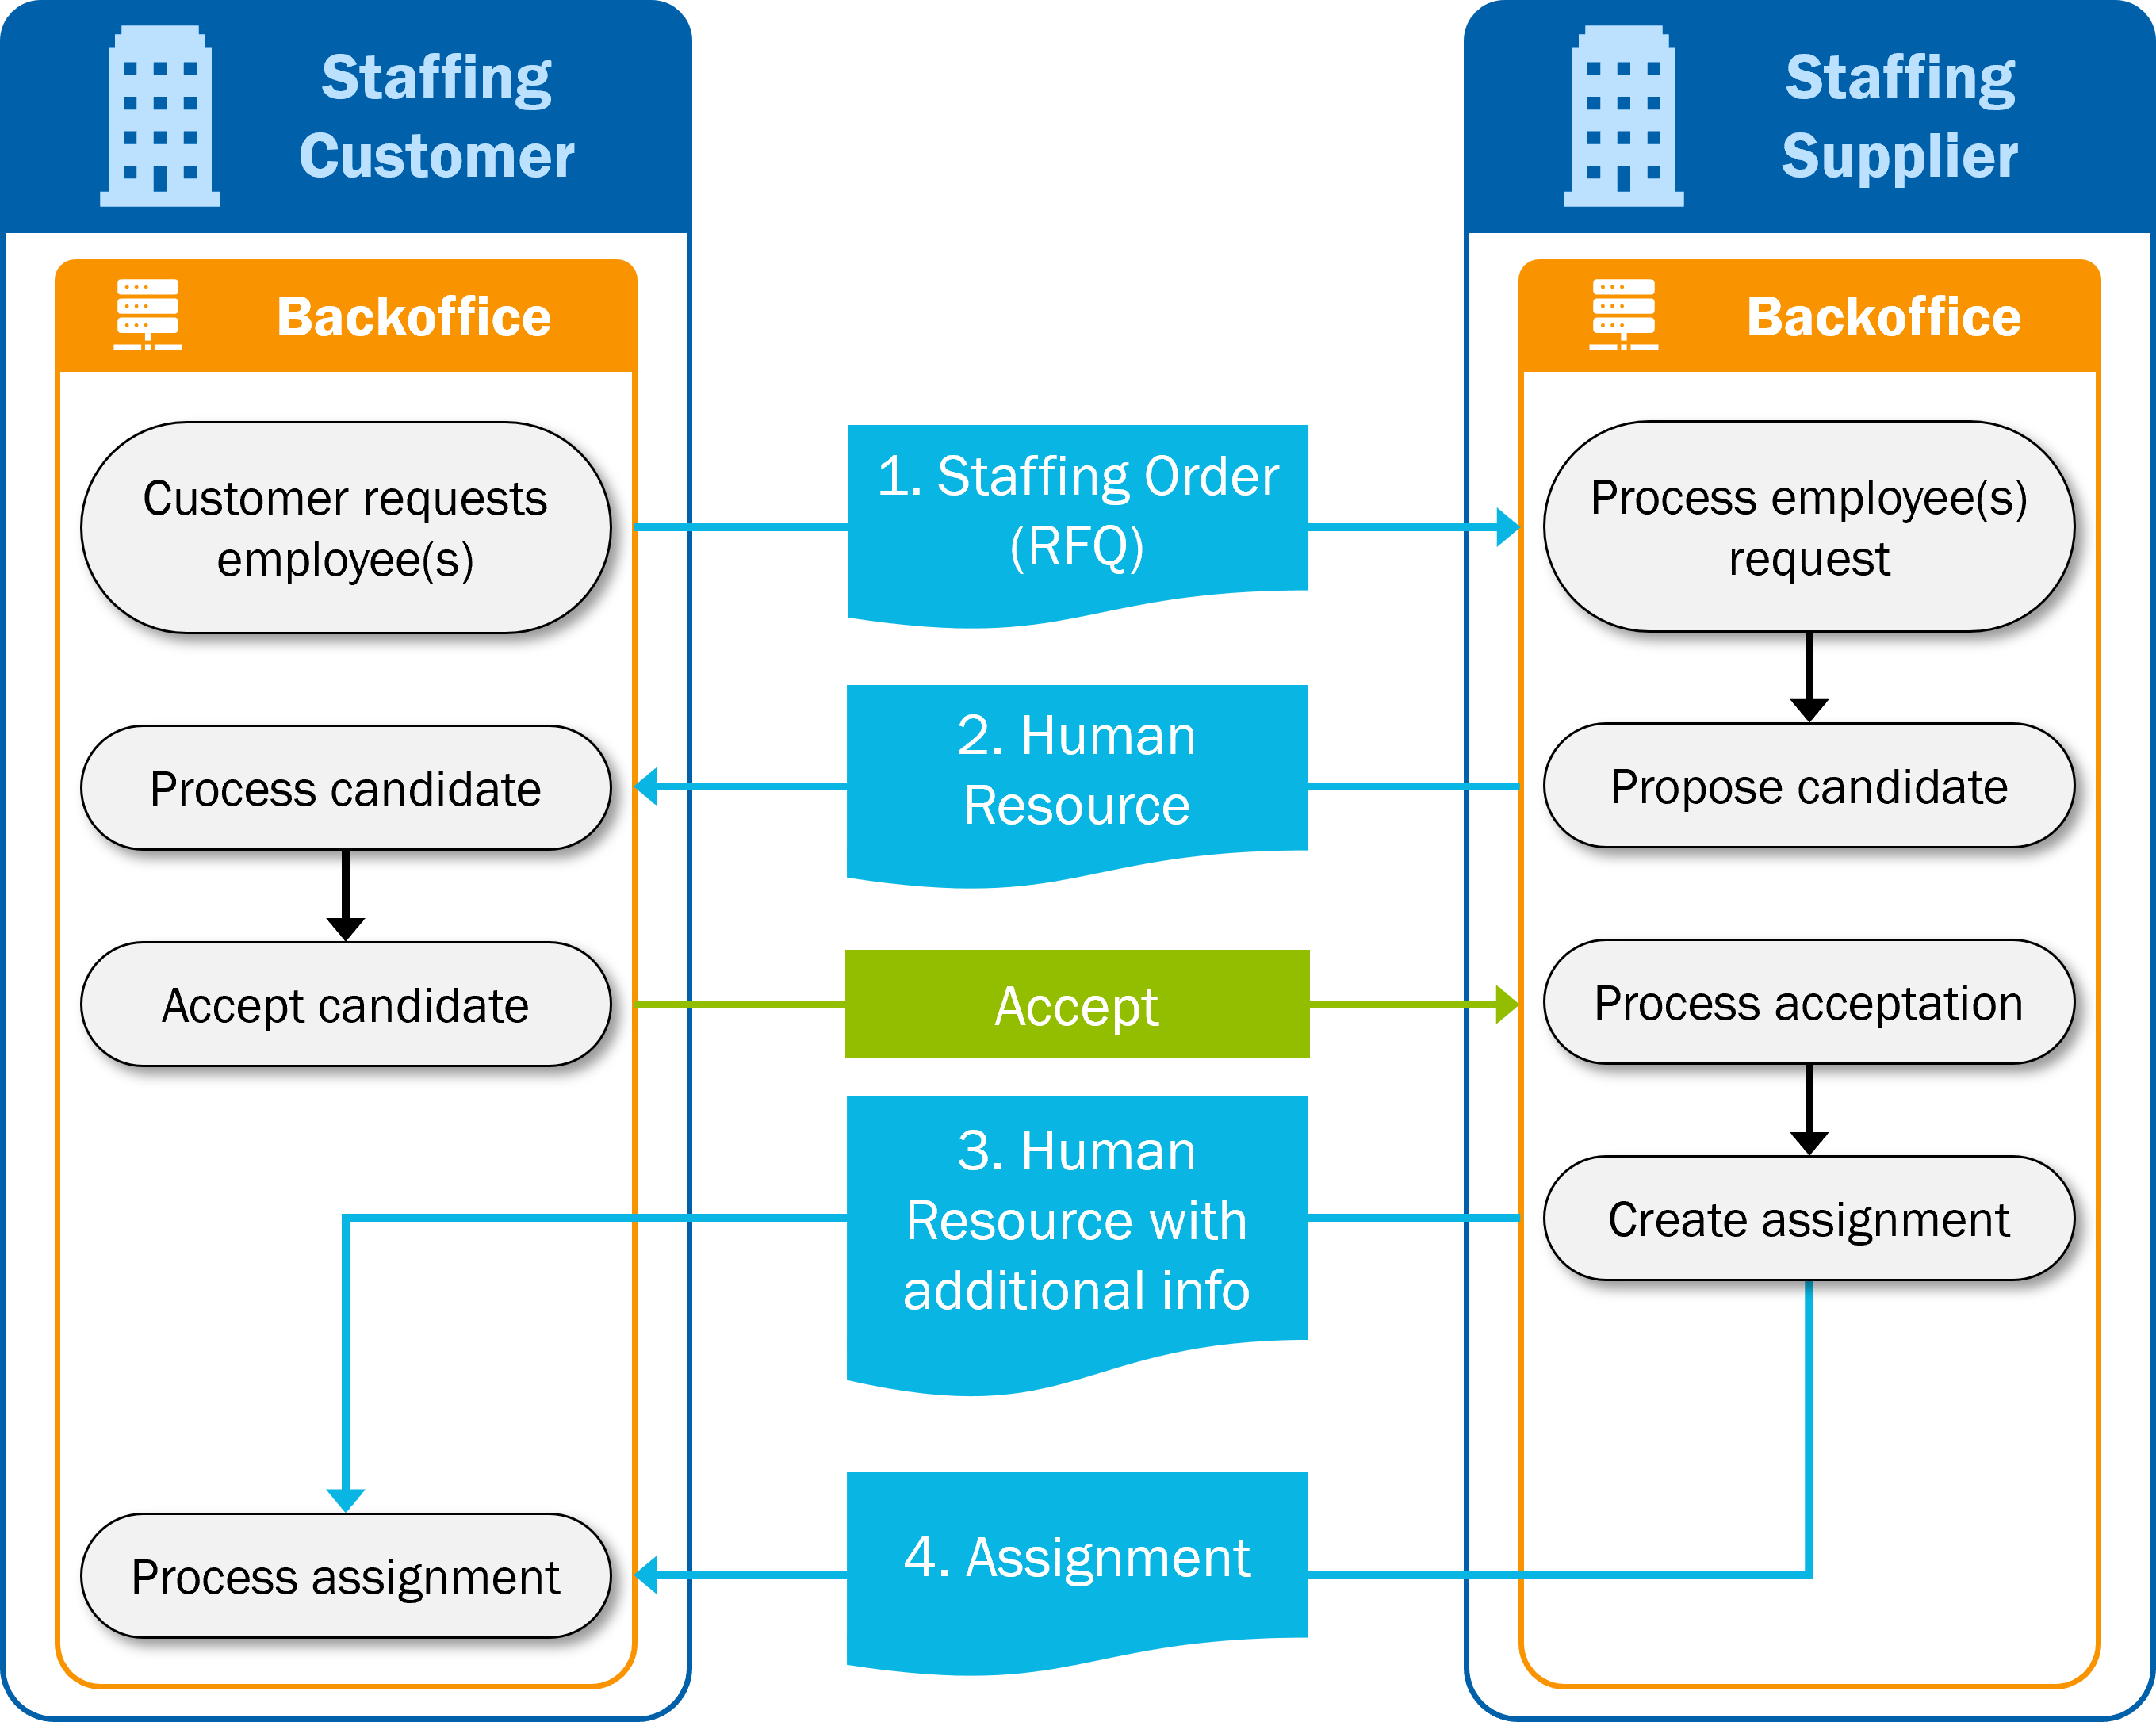 Staffing
Customer
Staffing
Supplier
Backoffice
Backoffice
Customer requests
employee(s)
1. Staffing Order
(RFQ)
Process employee(s)
request
Process candidate
2. Human
Resource
Propose candidate
Accept candidate
Accept
Process acceptation
3. Human
Resource with
additional info
Create assignment
Process assignment
4. Assignment